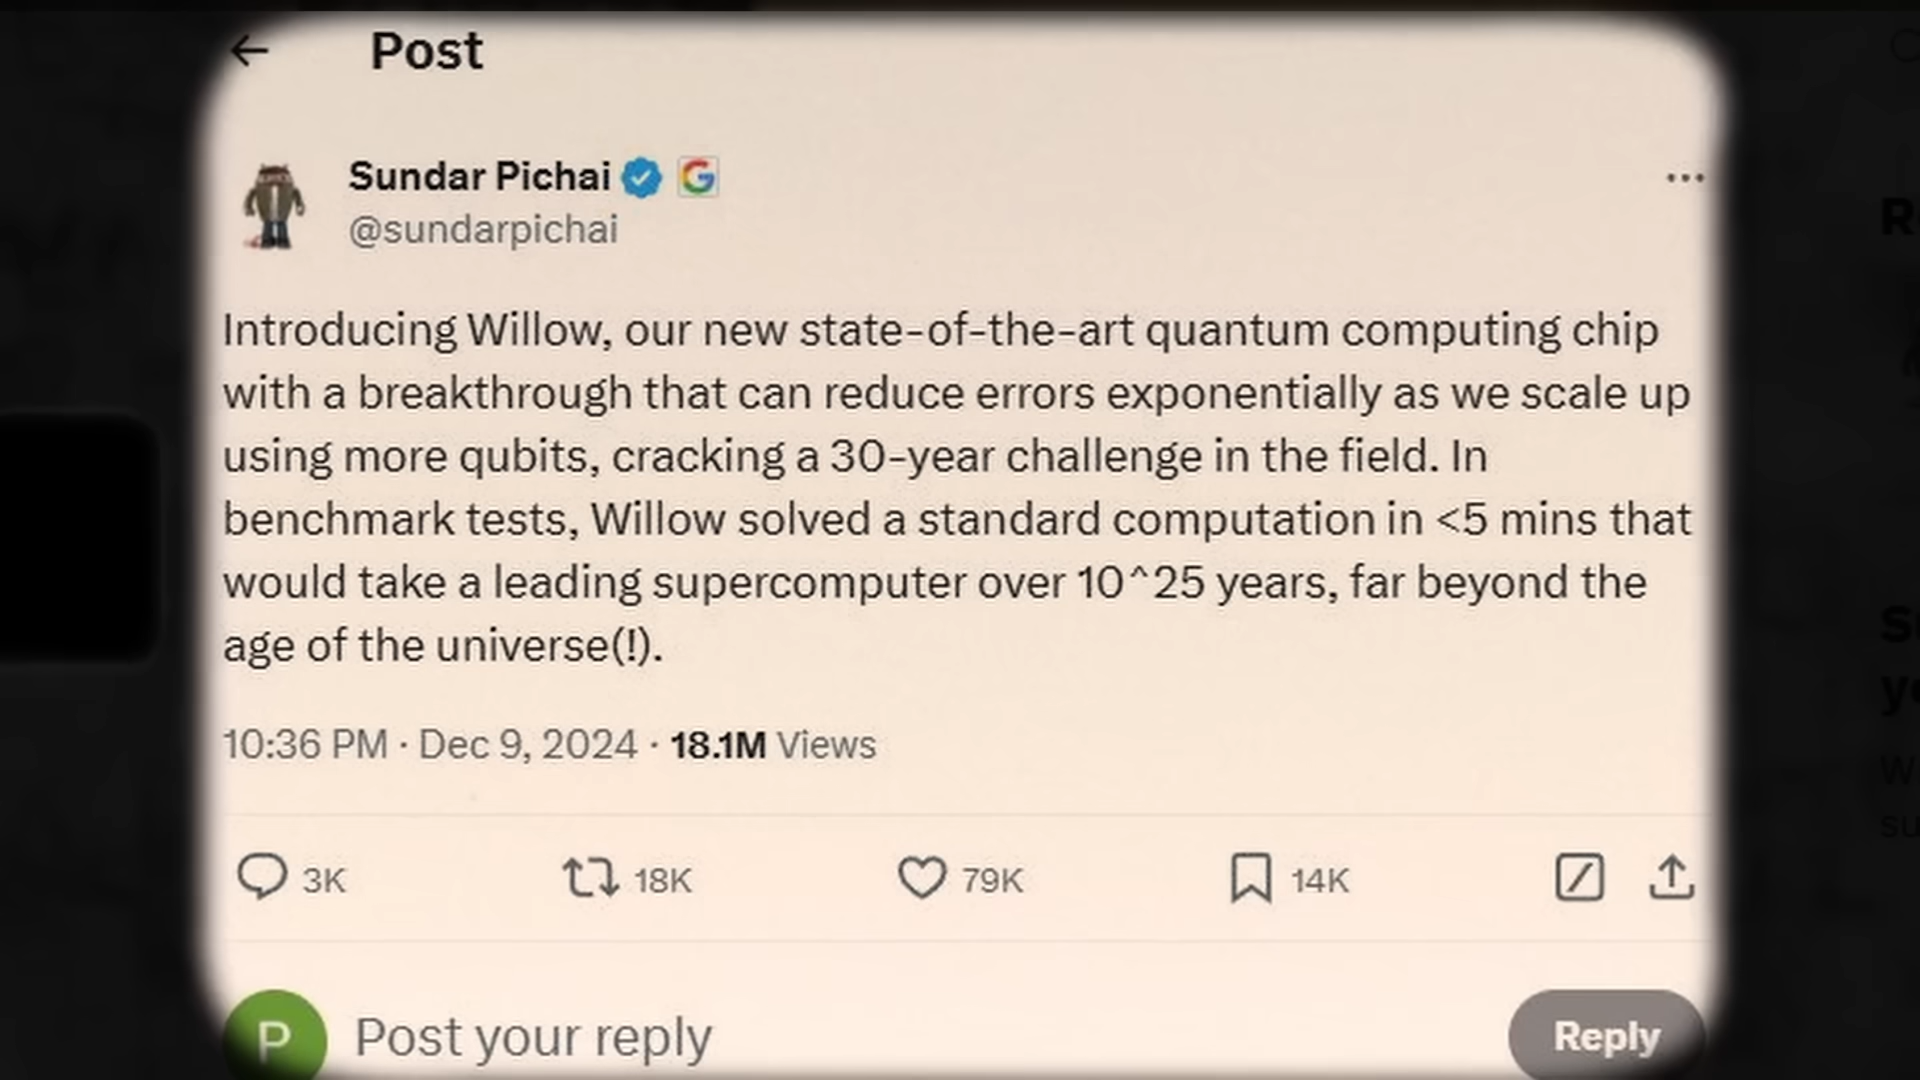 Post
Sundar Pichai
@sundarpichai
Introducing Willow, our new state-of-the-art quantum computing chip
with a breakthrough that can reduce errors exponentially as we scale up
using more qubits, cracking a 30-year challenge in the field. In
benchmark tests, Willow solved a standard computation in <5 mins that
would take a leading supercomputer over 10^25 years, far beyond the
age of the universe(!).
10:36 PM · Dec 9, 2024 · 18.1M Views
3K 18K 79K 14K
P Post your reply Reply